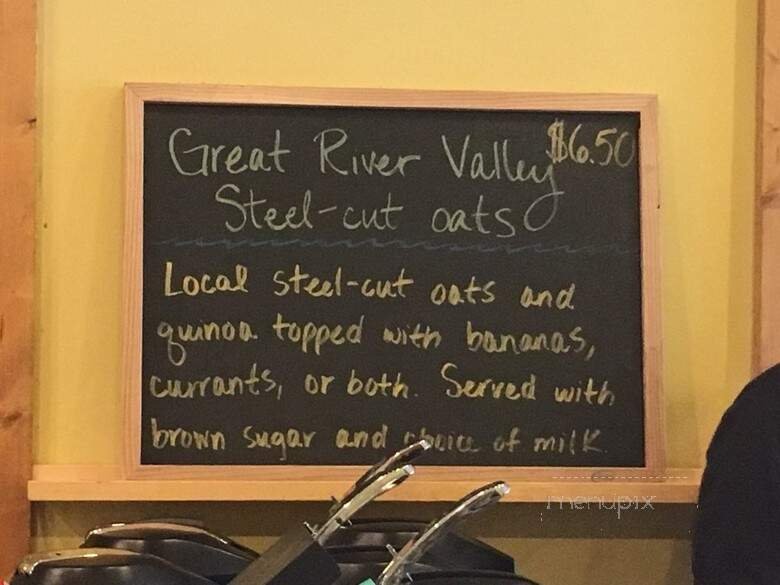 Great River Valley $6.50
Steel-cut oats
Local steel-cut oats and
quinoa topped with bananas,
currants, or both. Served with
brown sugar and choice of milk.
menupix